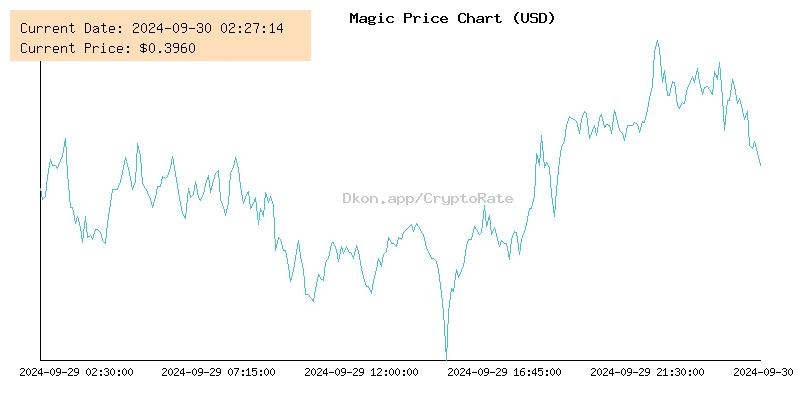 Magic Price Chart (USD)
Current Date: 2024-09-30 02:27:14
Current Price: $0.3960
Dkon.app/CryptoRate
2024-09-29 02:30:00
2024-09-29 07:15:00
2024-09-29 12:00:00
2024-09-29 16:45:00
2024-09-29 21:30:00
2024-09-30